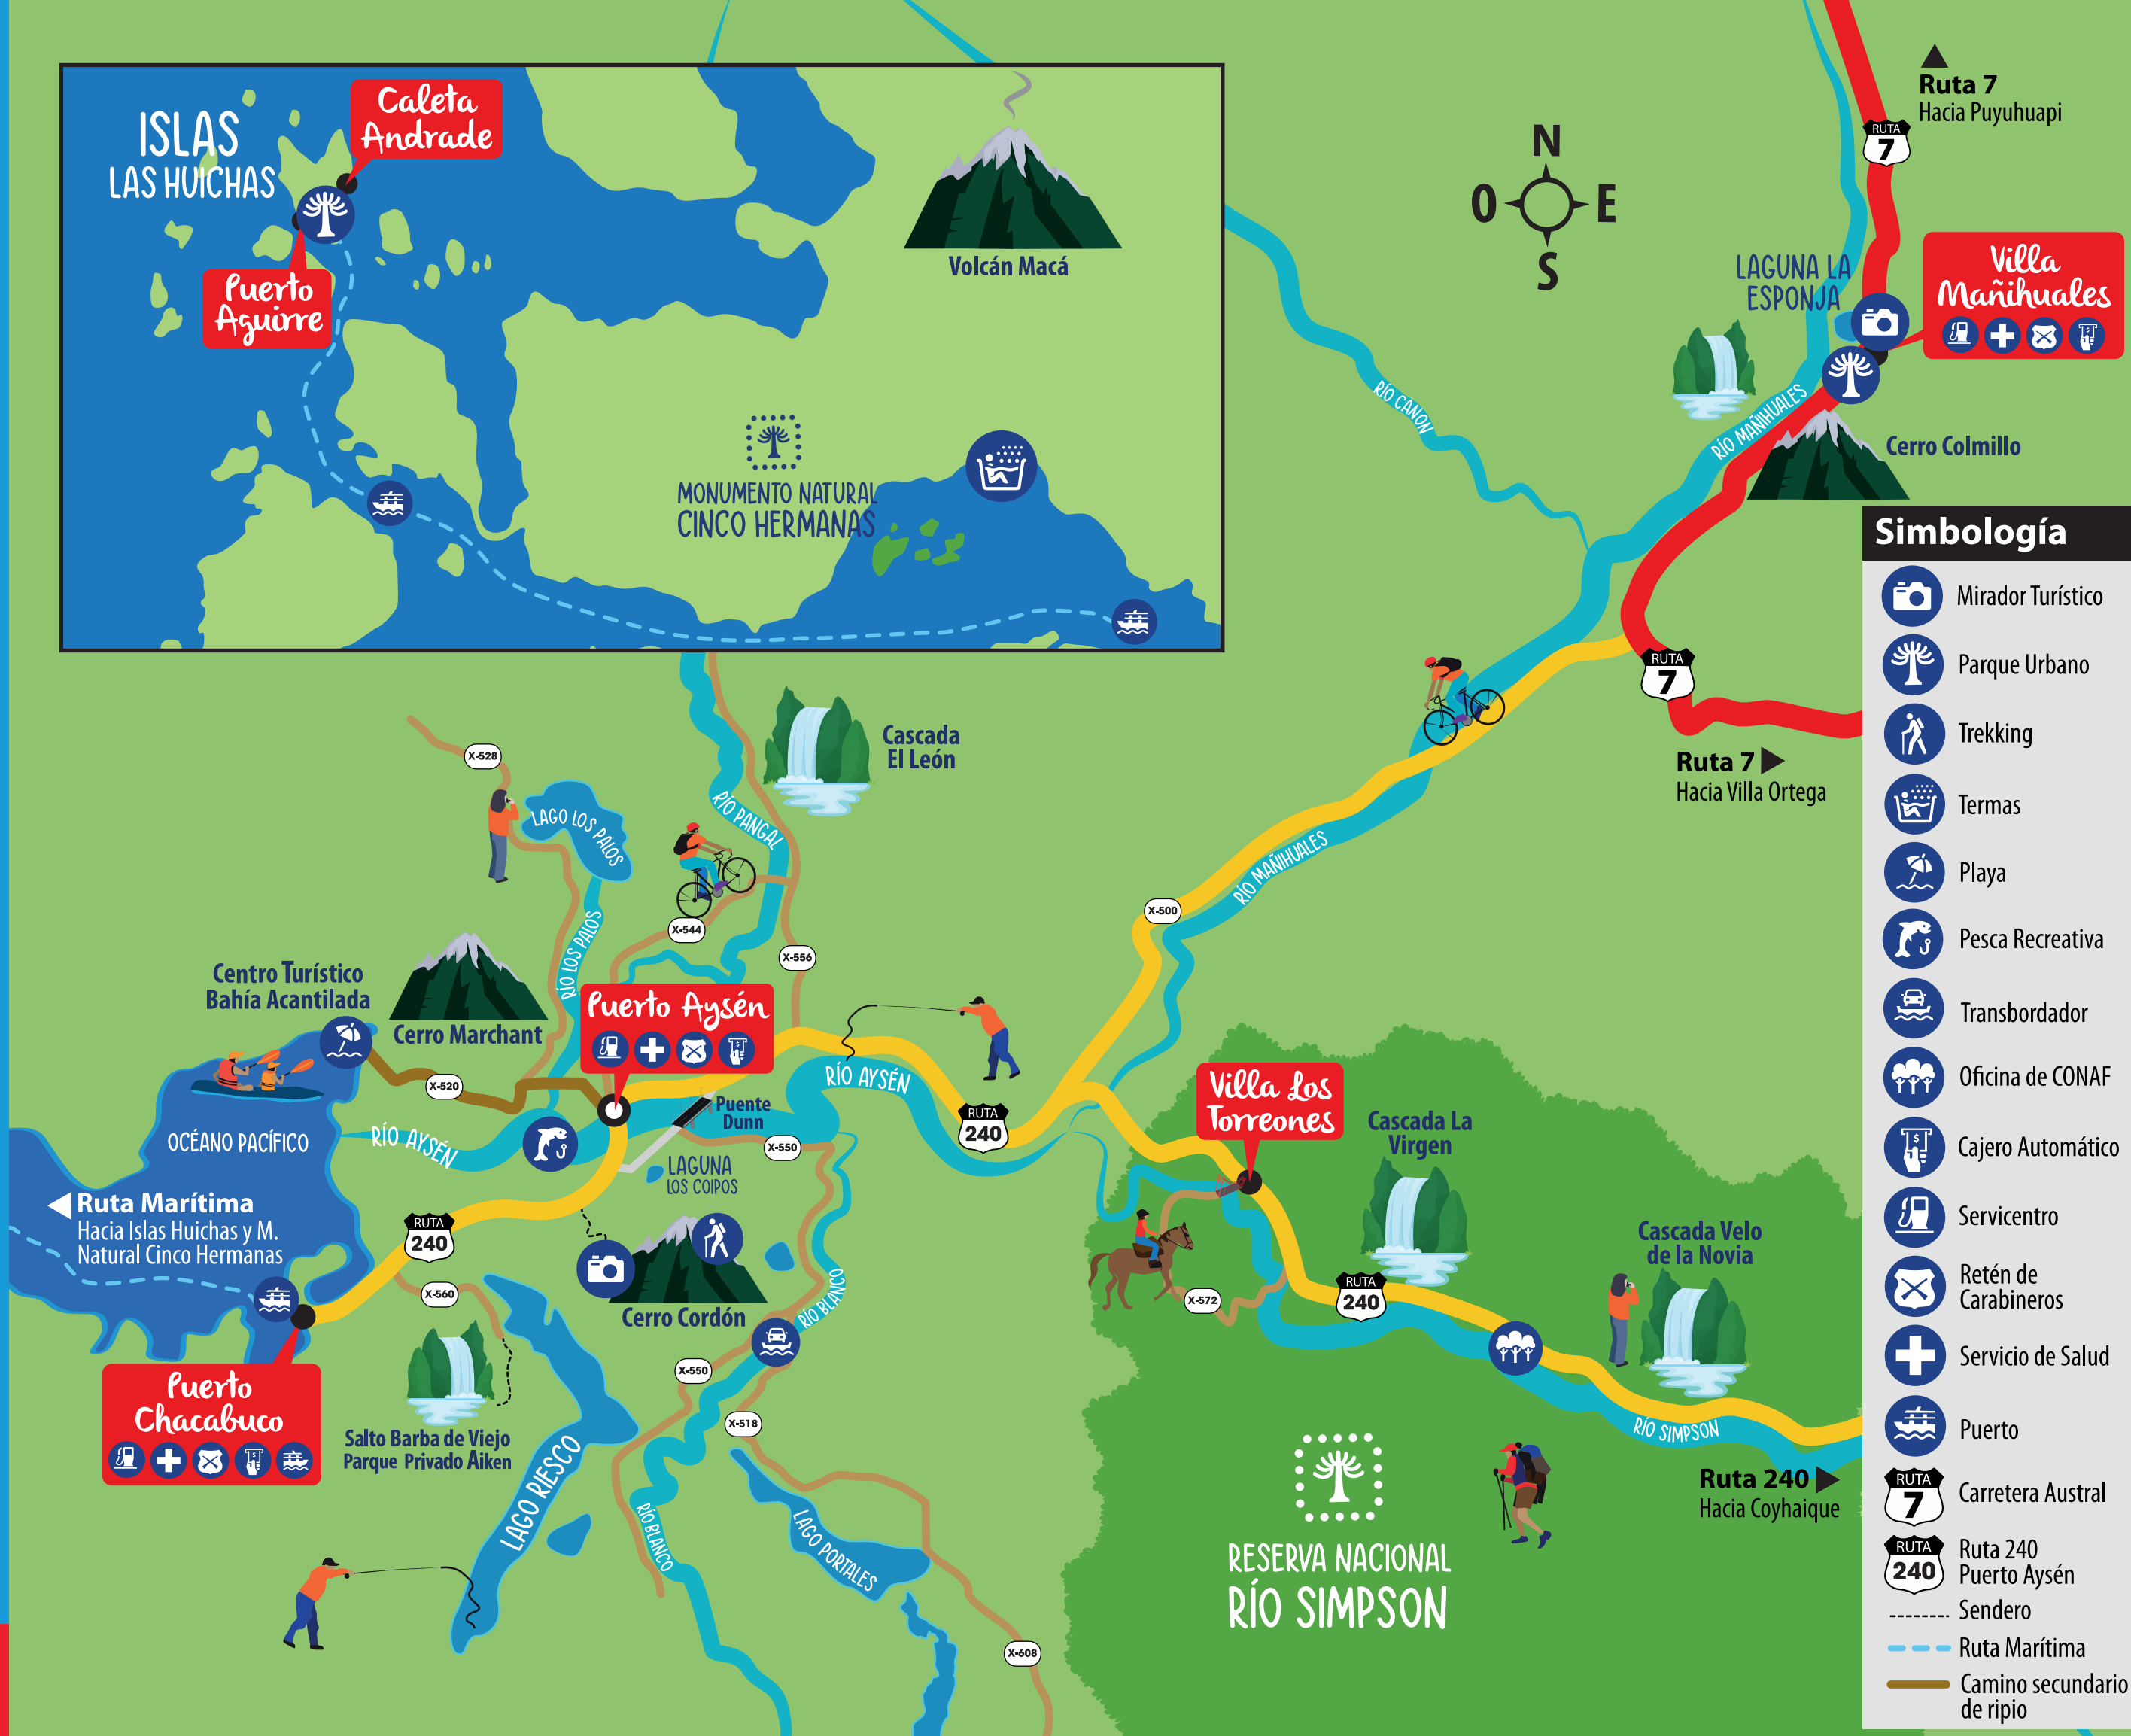 ISLAS
LAS HUICHAS
Caleta
Andrade
Puerto
Aguirre
Volcán Macá
MONUMENTO NATURAL
CINCO HERMANAS
N
O
E
S
Ruta 7
Hacia Puyuhuapi
RUTA
7
LAGUNA LA
ESPONJA
Villa
Mañihuales
RÍO CANON
RÍO MAÑIHUALES
Cerro Colmillo
RUTA
7
Ruta 7
Hacia Villa Ortega
Cascada
El León
X-528
LAGO LOS PALOS
RÍO PANGAL
X-544
X-556
RÍO LOS PALOS
X-500
RÍO MAÑIHUALES
Centro Turístico
Bahía Acantilada
Cerro Marchant
Puerto Aysén
X-520
RÍO AYSÉN
Puente
Dunn
OCÉANO PACÍFICO
RÍO AYSÉN
X-550
LAGUNA
LOS COIPOS
RUTA
240
Villa Los
Torreones
Cascada La
Virgen
Ruta Marítima
Hacia Islas Huichas y M.
Natural Cinco Hermanas
RUTA
240
X-560
Cerro Cordón
RÍO BLANCO
X-572
RUTA
240
Cascada Velo
de la Novia
Puerto
Chacabuco
Salto Barba de Viejo
Parque Privado Aiken
X-550
X-518
LAGO RIESCO
RÍO BLANCO
LAGO PORTALES
X-608
RÍO SIMPSON
Ruta 240
Hacia Coyhaique
RESERVA NACIONAL
RÍO SIMPSON
Simbología
Mirador Turístico
Parque Urbano
Trekking
Termas
Playa
Pesca Recreativa
Transbordador
Oficina de CONAF
Cajero Automático
Servicentro
Retén de
Carabineros
Servicio de Salud
Puerto
RUTA
7
Carretera Austral
RUTA
240
Ruta 240
Puerto Aysén
Sendero
Ruta Marítima
Camino secundario
de ripio